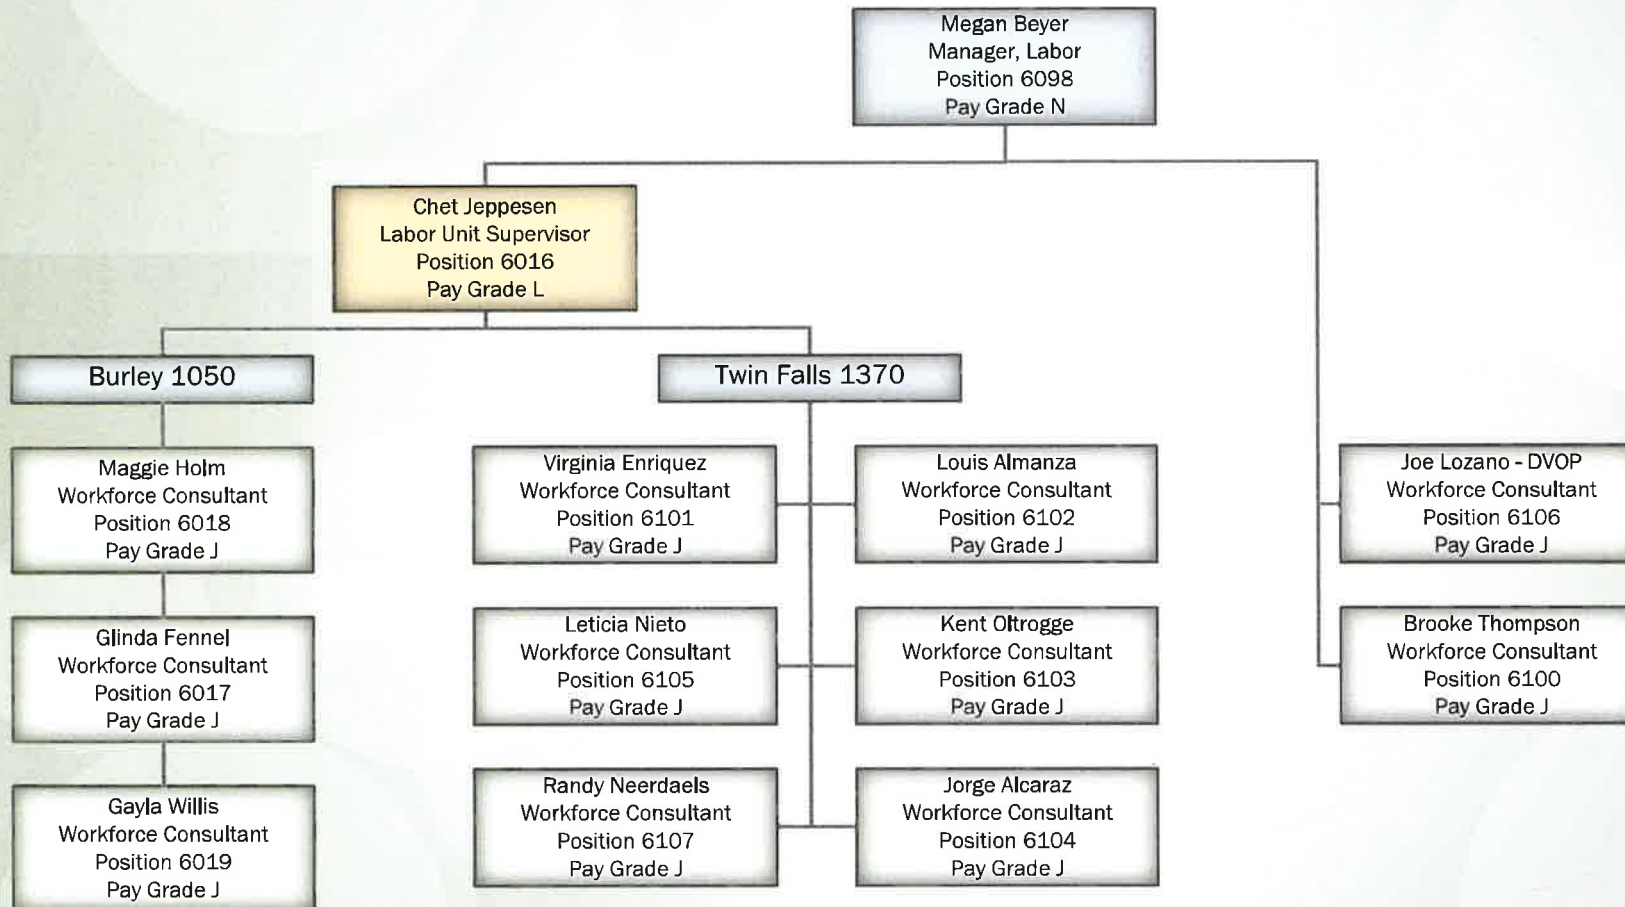 Megan Beyer
Manager, Labor
Position 6098
Pay Grade N
Chet Jeppesen
Labor Unit Supervisor
Position 6016
Pay Grade L
Burley 1050
Twin Falls 1370
Maggie Holm
Workforce Consultant
Position 6018
Pay Grade J
Glinda Fennel
Workforce Consultant
Position 6017
Pay Grade J
Gayla Willis
Workforce Consultant
Position 6019
Pay Grade J
Virginia Enriquez
Workforce Consultant
Position 6101
Pay Grade J
Louis Almanza
Workforce Consultant
Position 6102
Pay Grade J
Leticia Nieto
Workforce Consultant
Position 6105
Pay Grade J
Kent Oltrogge
Workforce Consultant
Position 6103
Pay Grade J
Randy Neerdaels
Workforce Consultant
Position 6107
Pay Grade J
Jorge Alcaraz
Workforce Consultant
Position 6104
Pay Grade J
Joe Lozano - DVOP
Workforce Consultant
Position 6106
Pay Grade J
Brooke Thompson
Workforce Consultant
Position 6100
Pay Grade J